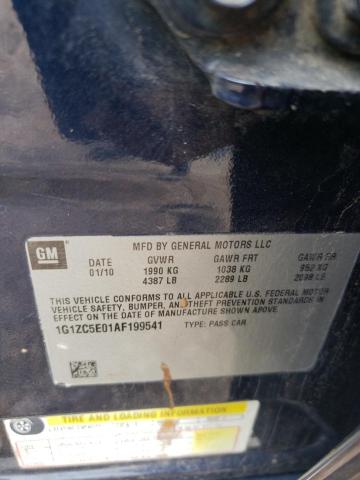 GM
MFD BY GENERAL MOTORS LLC
DATE GVWR GAWR FRT GAWR RR
01/10 1990 KG 1038 KG 952 KG
4387 LB 2289 LB 2098 LB
THIS VEHICLE CONFORMS TO ALL APPLICABLE U.S. FEDERAL MOTOR
VEHICLE SAFETY, BUMPER, AND THEFT PREVENTION STANDARDS IN
EFFECT ON THE DATE OF MANUFACTURE SHOWN ABOVE.
1G1ZC5E01AF199541 TYPE: PASS CAR
TIRE AND LOADING INFORMATION